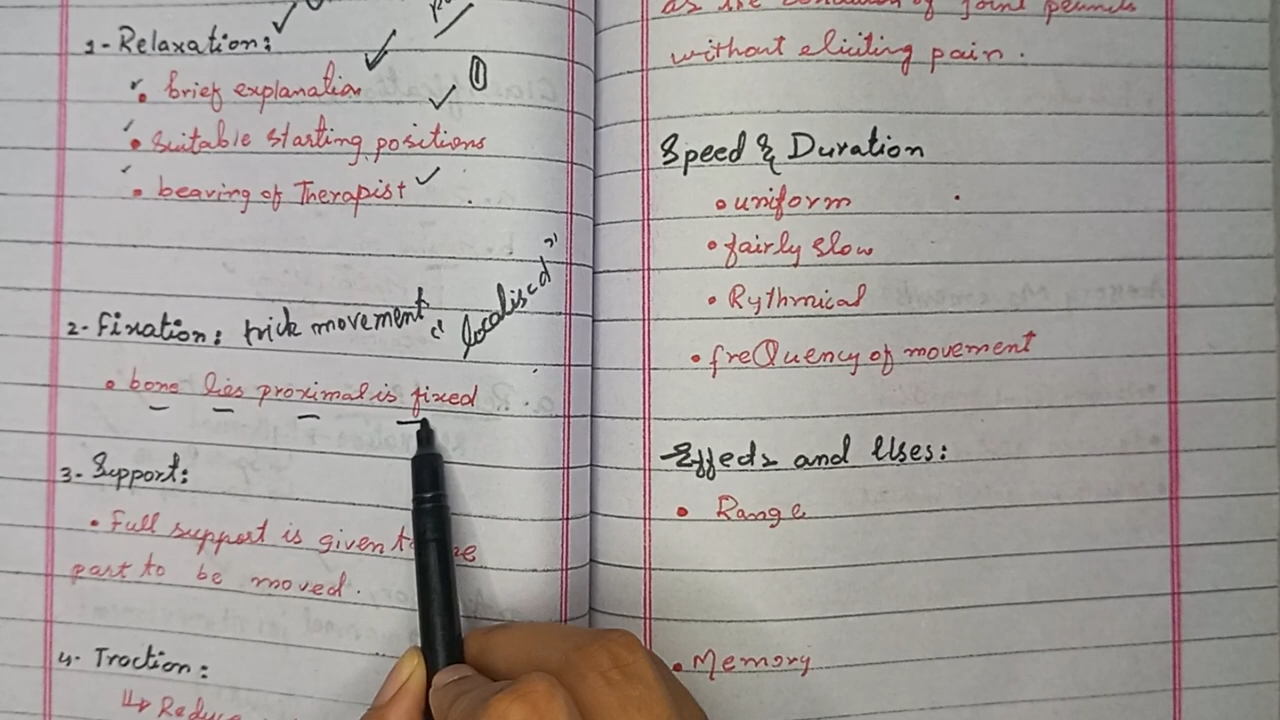 1- Relaxation:
• brief explanation
• Suitable starting positions
• bearing of Therapist
2- Fixation: trick movement "localised"
• bone lies proximal is fixed
3- Support:
• Full support is given
part to be moved.
4- Traction:
↳ Reduce
without eliciting pain.
Speed & Duration
• uniform
• fairly slow
• Rythmical
• freQuency of movement
Effects and Uses:
• Range
• Memory